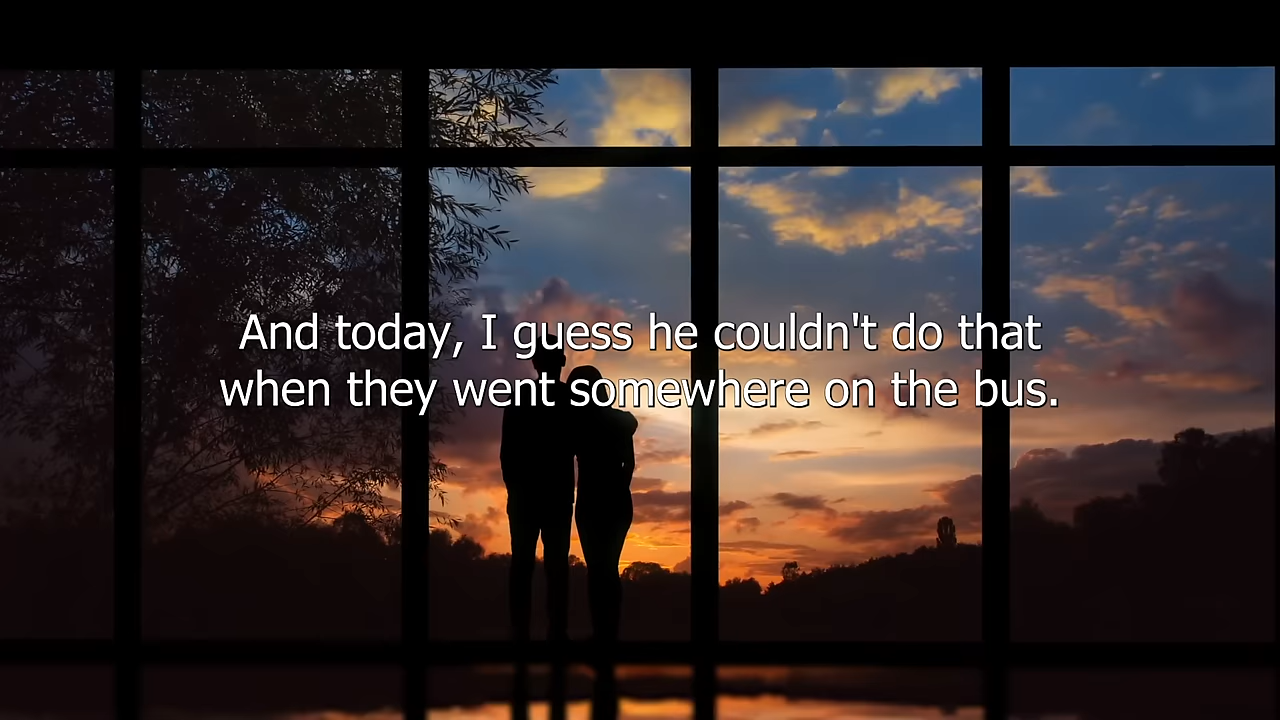 And today, I guess he couldn't do that
when they went somewhere on the bus.